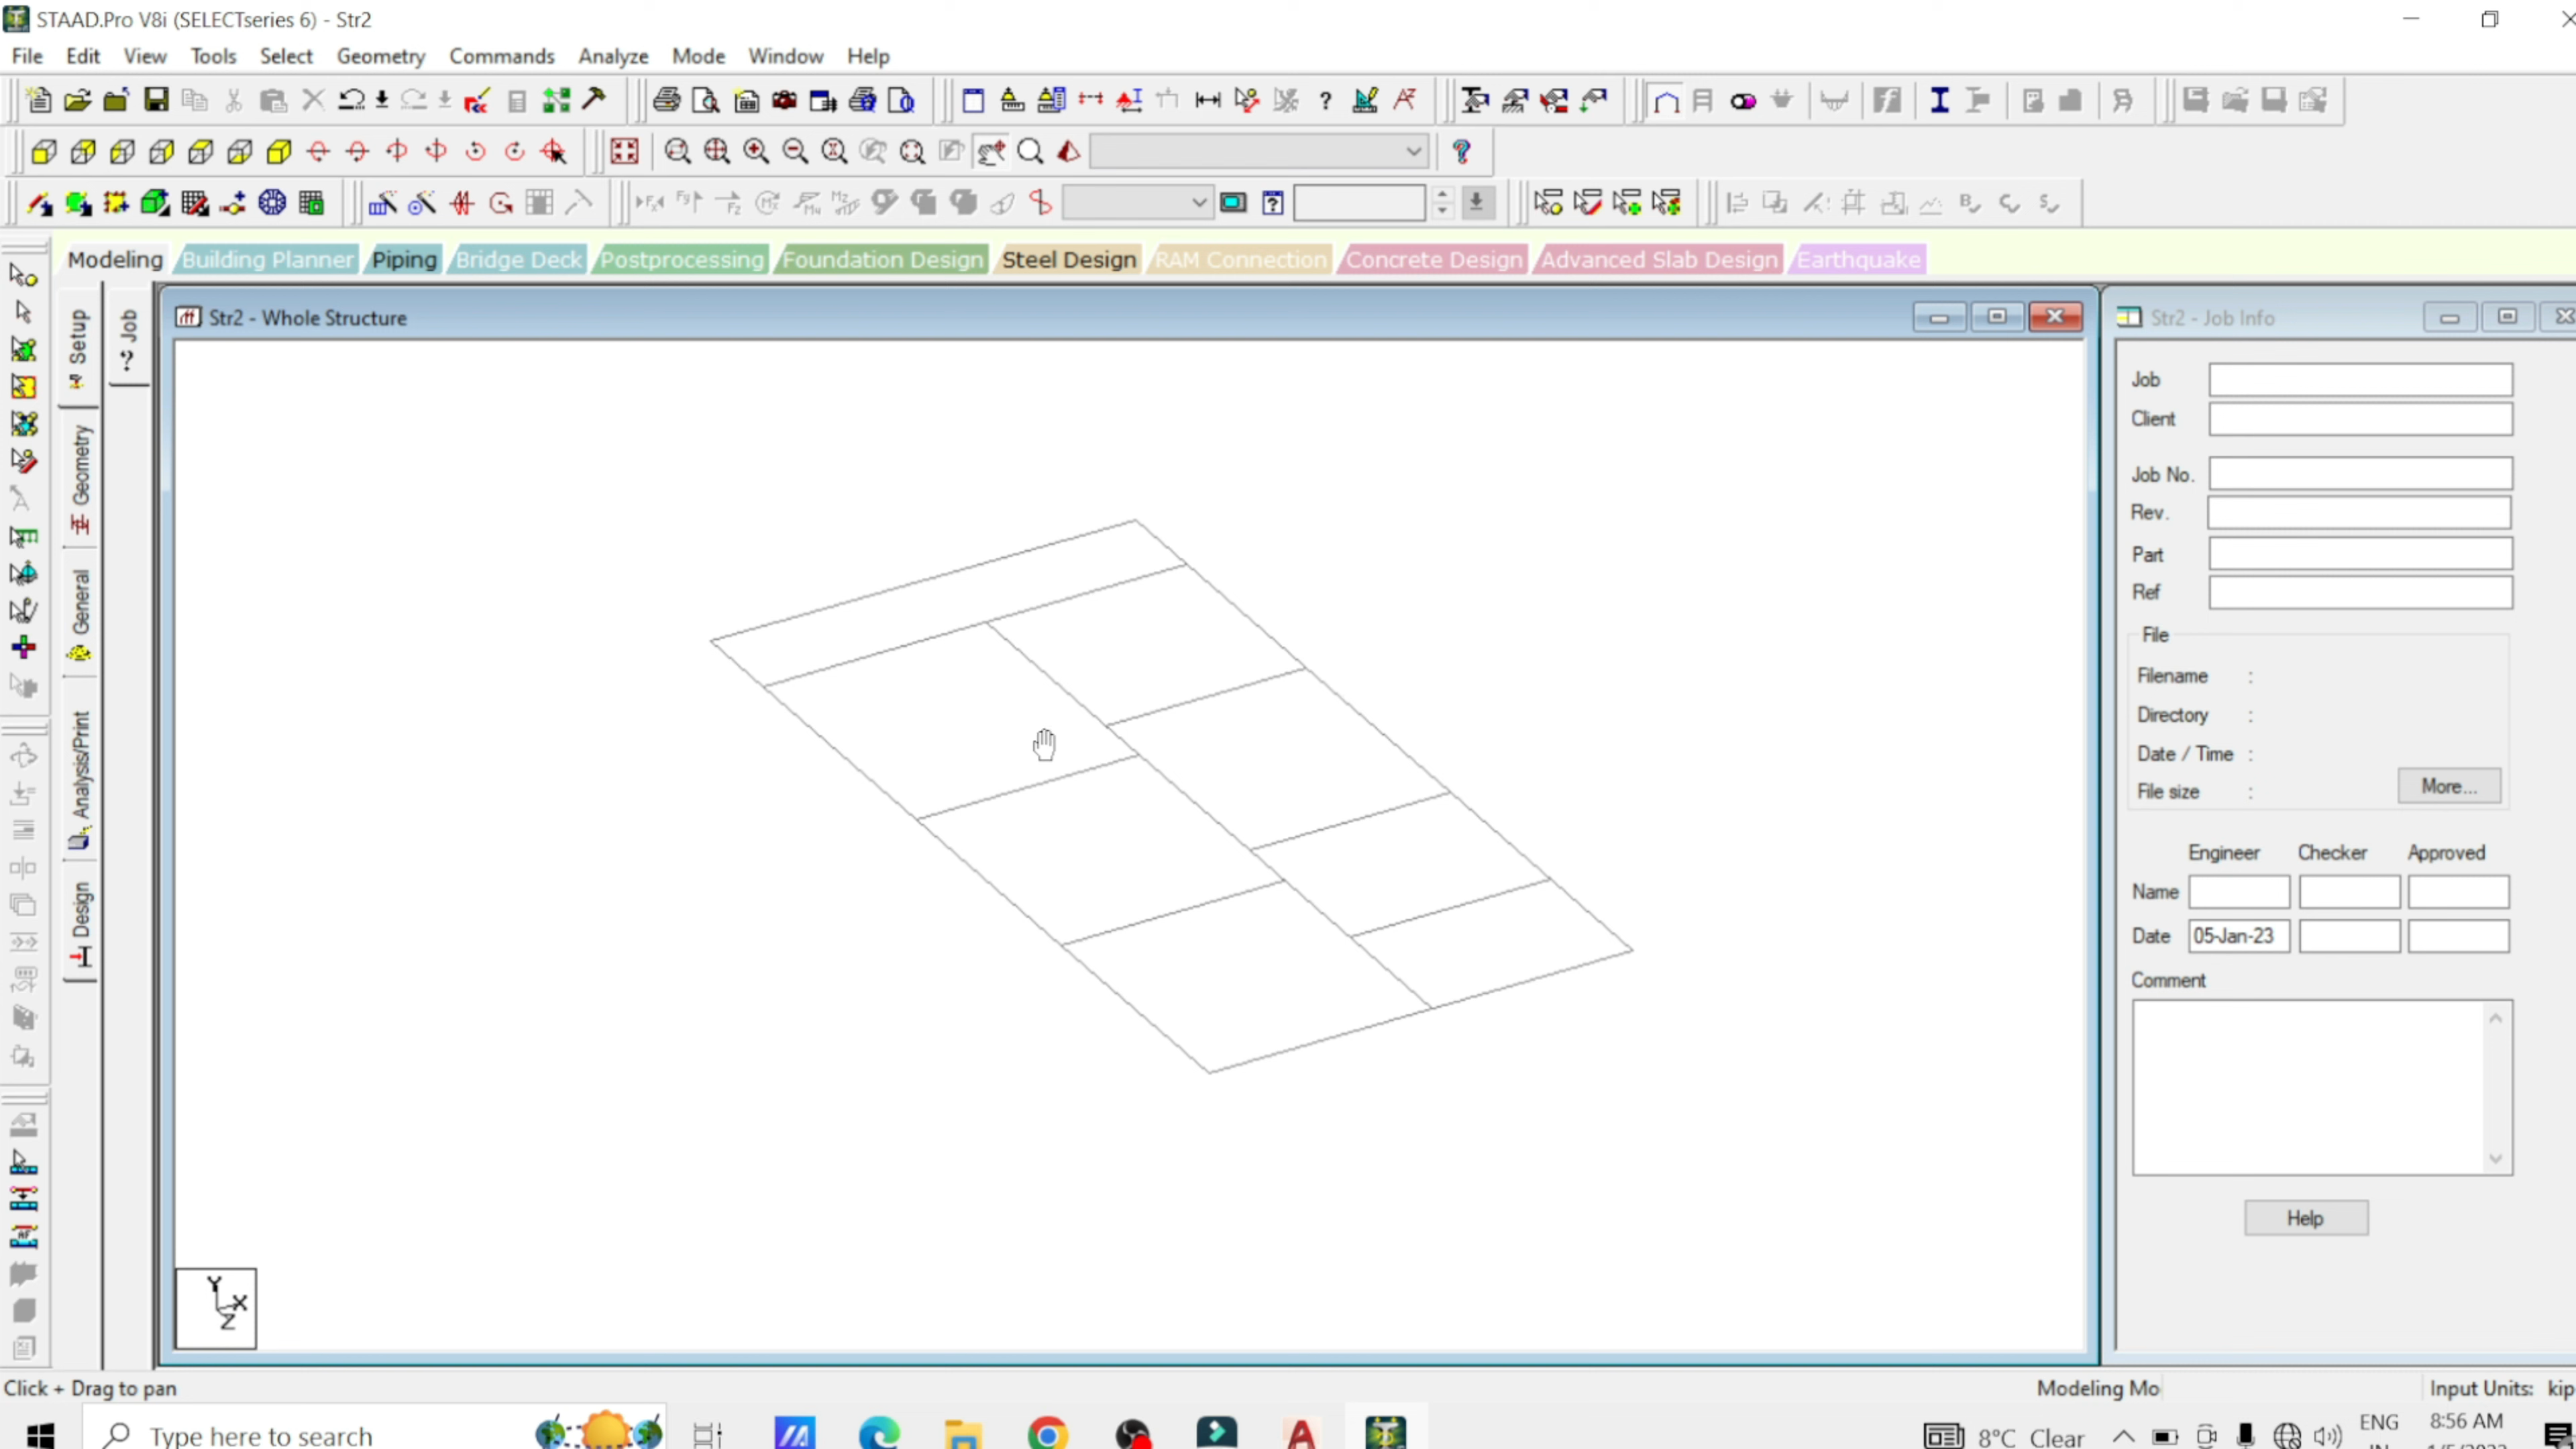 STAAD.Pro V8i (SELECTseries 6) - Str2
File Edit View Tools Select Geometry Commands Analyze Mode Window Help
Modeling Building Planner Piping Bridge Deck Postprocessing Foundation Design Steel Design RAM Connection Concrete Design Advanced Slab Design Earthquake
Setup
Geometry
General
Analysis/Print
Design
Job
Str2 - Whole Structure
Y
X
Z
Str2 - Job Info
Job
Client
Job No.
Rev.
Part
Ref
File
Filename :
Directory :
Date / Time :
File size :
More...
Engineer Checker Approved
Name
Date 05-Jan-23
Comment
Help
Click + Drag to pan
Modeling Mo
Input Units: kip
Type here to search
8°C Clear
ENG
8:56 AM